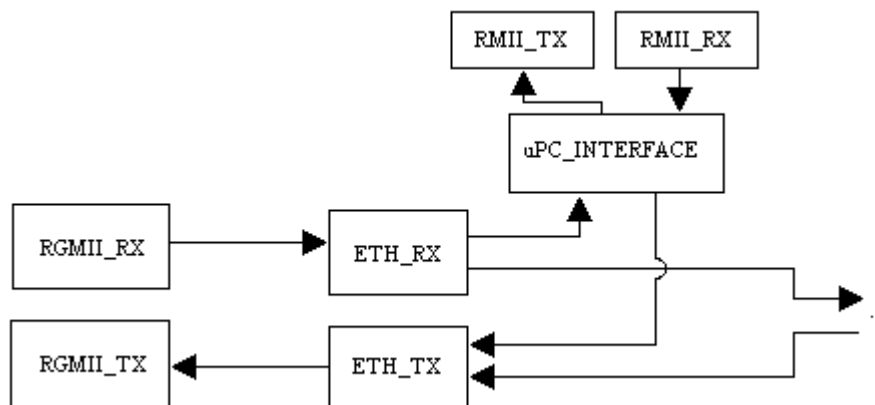 RMII_TX
RMII_RX
uPC_INTERFACE
RGMII_RX
ETH_RX
RGMII_TX
ETH_TX